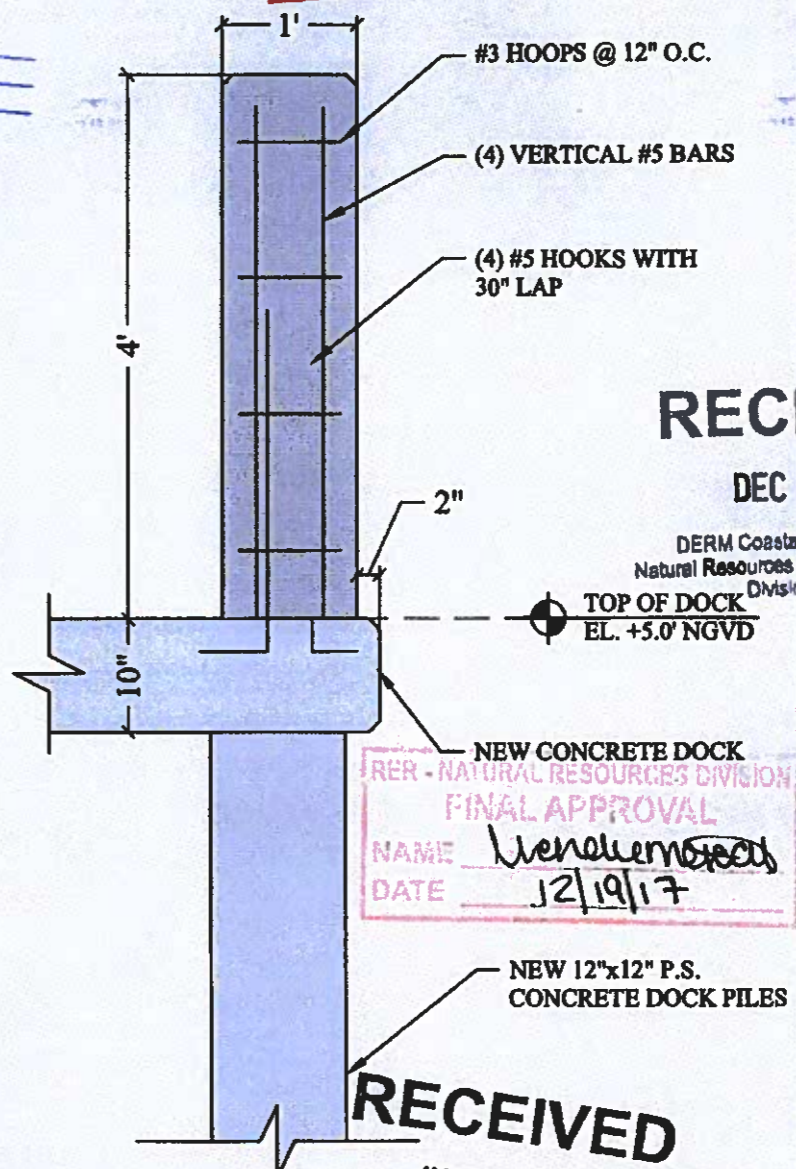 1'
#3 HOOPS @ 12" O.C.
(4) VERTICAL #5 BARS
(4) #5 HOOKS WITH
30" LAP
4'
DEC
2"
DERM
Natural Resources
TOP OF DOCK
EL. +5.0' NGVD
10"
NEW CONCRETE DOCK
RER - NATURAL RESOURCES DIVISION
FINAL APPROVAL
NAME
DATE 12/19/17
NEW 12"x12" P.S.
CONCRETE DOCK PILES
RECEIVED